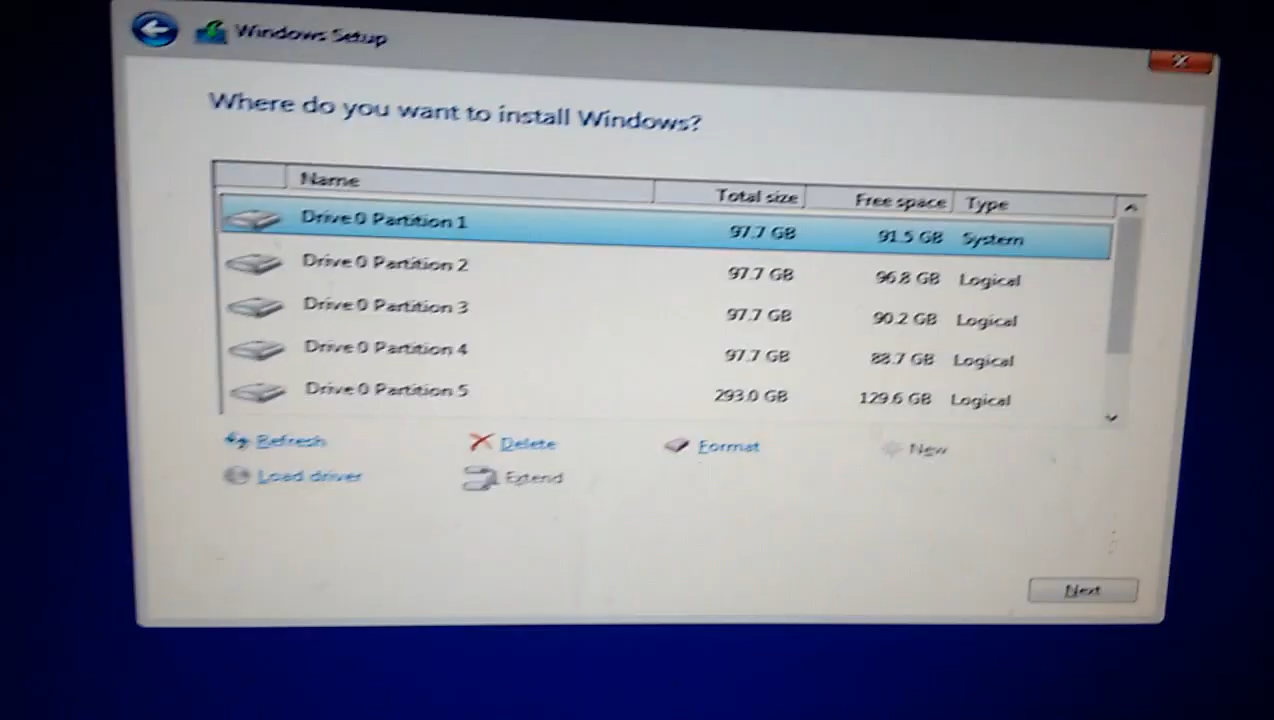 Windows Setup
Where do you want to install Windows?
Name Total size Free space Type
Drive 0 Partition 1 97.7 GB 91.5 GB System
Drive 0 Partition 2 97.7 GB 96.8 GB Logical
Drive 0 Partition 3 97.7 GB 90.2 GB Logical
Drive 0 Partition 4 97.7 GB 88.7 GB Logical
Drive 0 Partition 5 293.0 GB 129.6 GB Logical
Refresh Delete Format New
Load driver Extend
Next